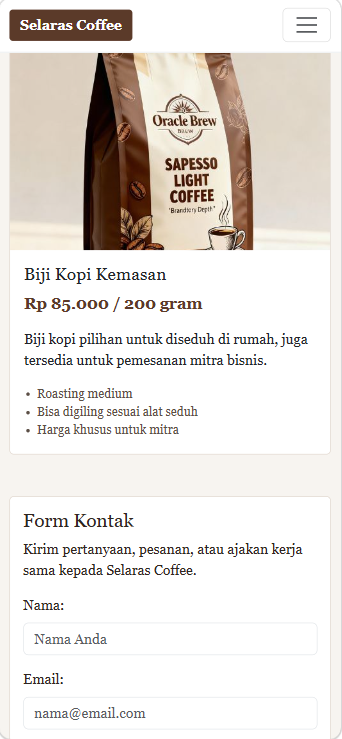 Selaras Coffee
Oracle Brew
SAPESSO
LIGHT
COFFEE
"Brandtery Depth"
Biji Kopi Kemasan
Rp 85.000 / 200 gram
Biji kopi pilihan untuk diseduh di rumah, juga
tersedia untuk pemesanan mitra bisnis.
• Roasting medium
• Bisa digiling sesuai alat seduh
• Harga khusus untuk mitra
Form Kontak
Kirim pertanyaan, pesanan, atau ajakan kerja
sama kepada Selaras Coffee.
Nama:
Nama Anda
Email:
nama@email.com